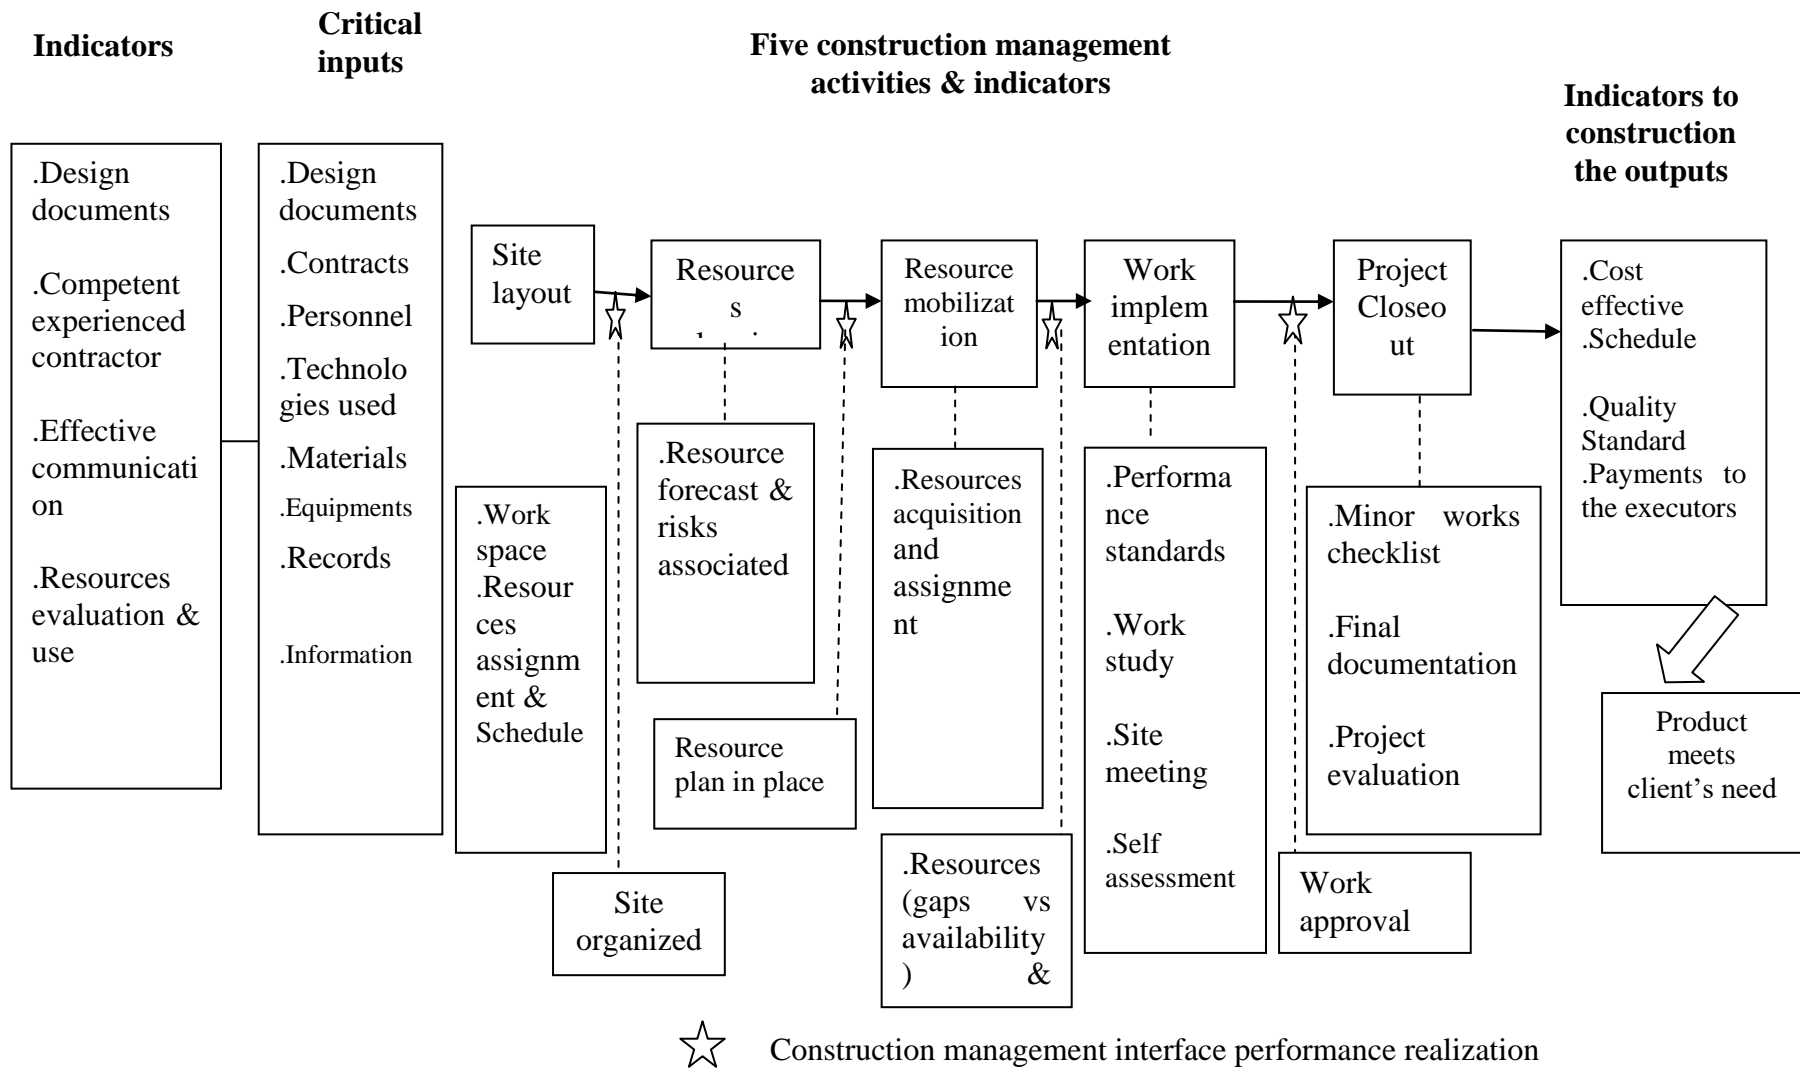 Indicators
Critical
inputs
Five construction management
activities & indicators
Indicators to
construction
the outputs
.Design
documents
.Competent
experienced
contractor
.Effective
communicati
on
.Resources
evaluation &
use
.Design
documents
.Contracts
.Personnel
.Technolo
gies used
.Materials
.Equipments
.Records
.Information
Site
layout
Resource
s
Resource
mobilizat
ion
Work
implem
entation
Project
Closeo
ut
.Cost
effective
.Schedule
.Quality
Standard
.Payments to
the executors
.Work
space
.Resour
ces
assignm
ent &
Schedule
.Resource
forecast &
risks
associated
.Resources
acquisition
and
assignme
nt
.Performa
nce
standards
.Work
study
.Site
meeting
.Self
assessment
.Minor works
checklist
.Final
documentation
.Project
evaluation
Site
organized
Resource
plan in place
.Resources
(gaps vs
availability
) &
Work
approval
Product
meets
client’s need
Construction management interface performance realization